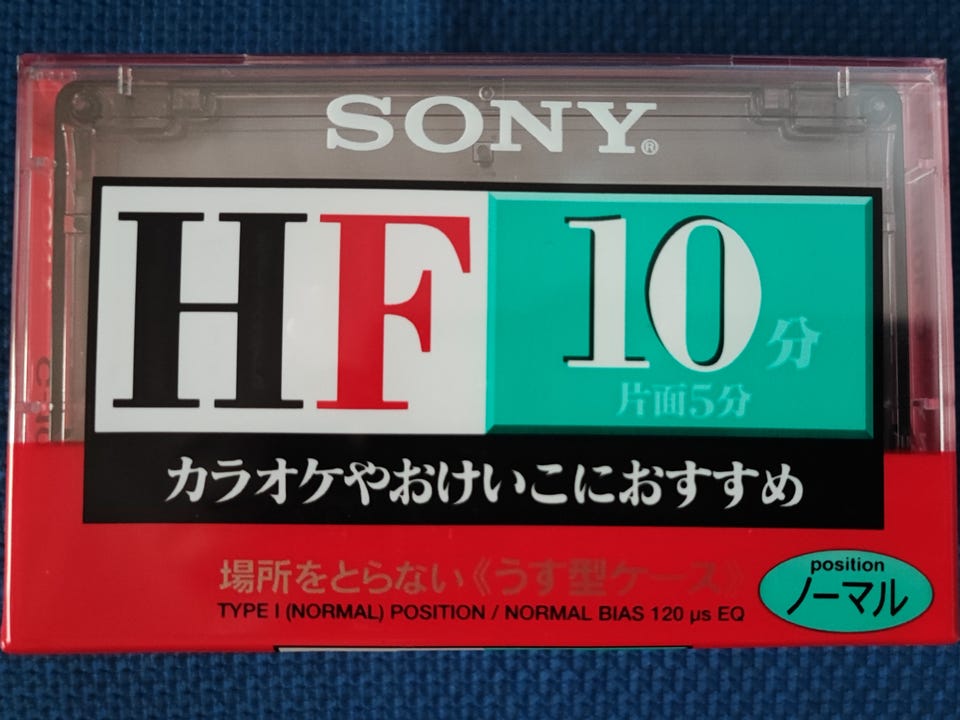 SONY®
HF 10分
片面5分
カラオケやおけいこにおすすめ
場所をとらない《うす型ケース》
TYPE I (NORMAL) POSITION / NORMAL BIAS 120 µs EQ
position
ノーマル